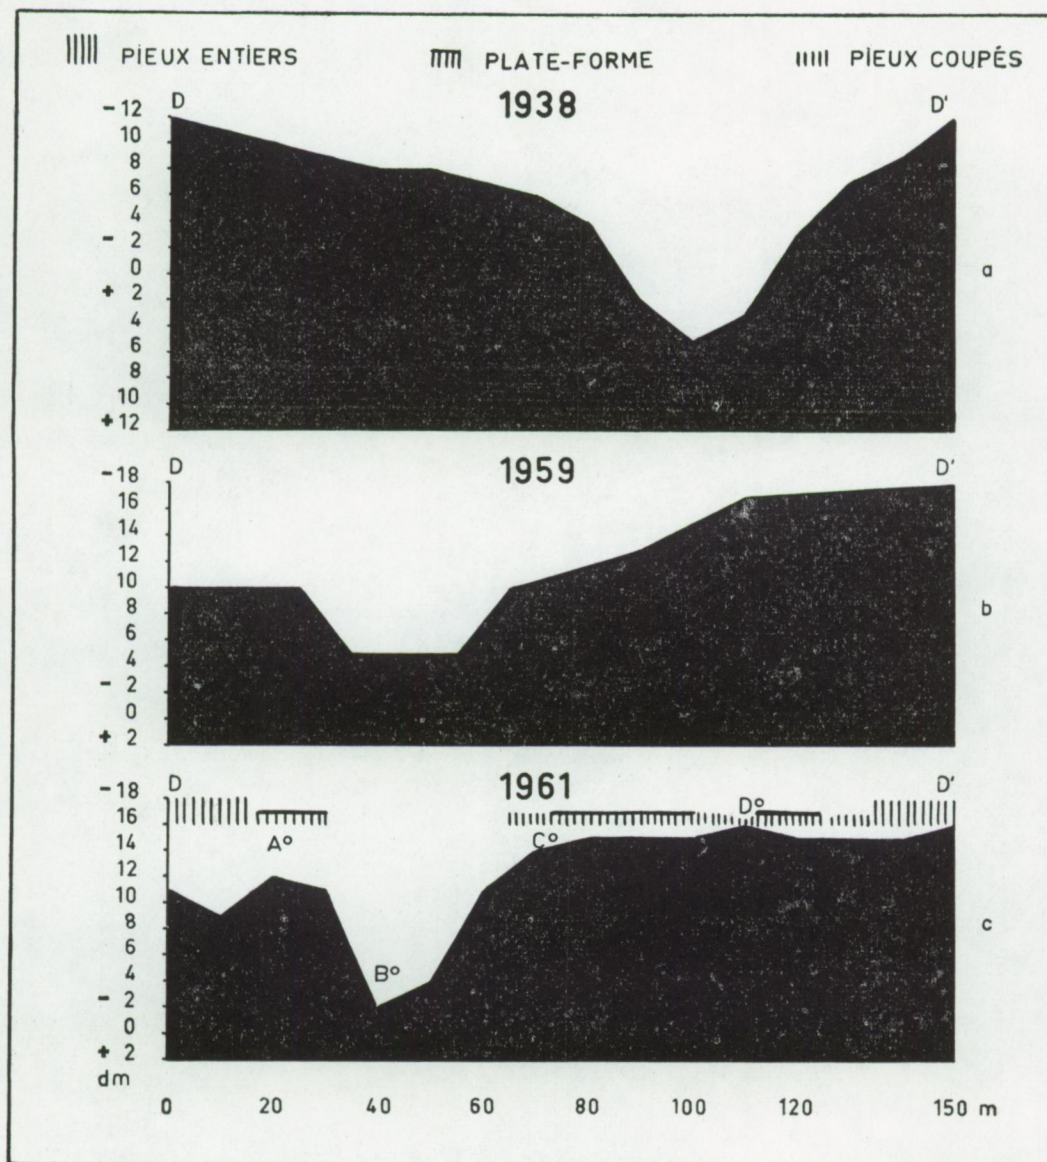 PIEUX ENTIERS PLATE-FORME PIEUX COUPÉS
1938
D D'
- 12
10
8
6
4
- 2
0
+ 2
4
6
8
10
+ 12
a
1959
D D'
- 18
16
14
12
10
8
6
4
- 2
0
+ 2
b
1961
D D'
- 18
16
14
12
10
8
6
4
- 2
0
+ 2
dm
A°
B°
C°
D°
c
0 20 40 60 80 100 120 150 m